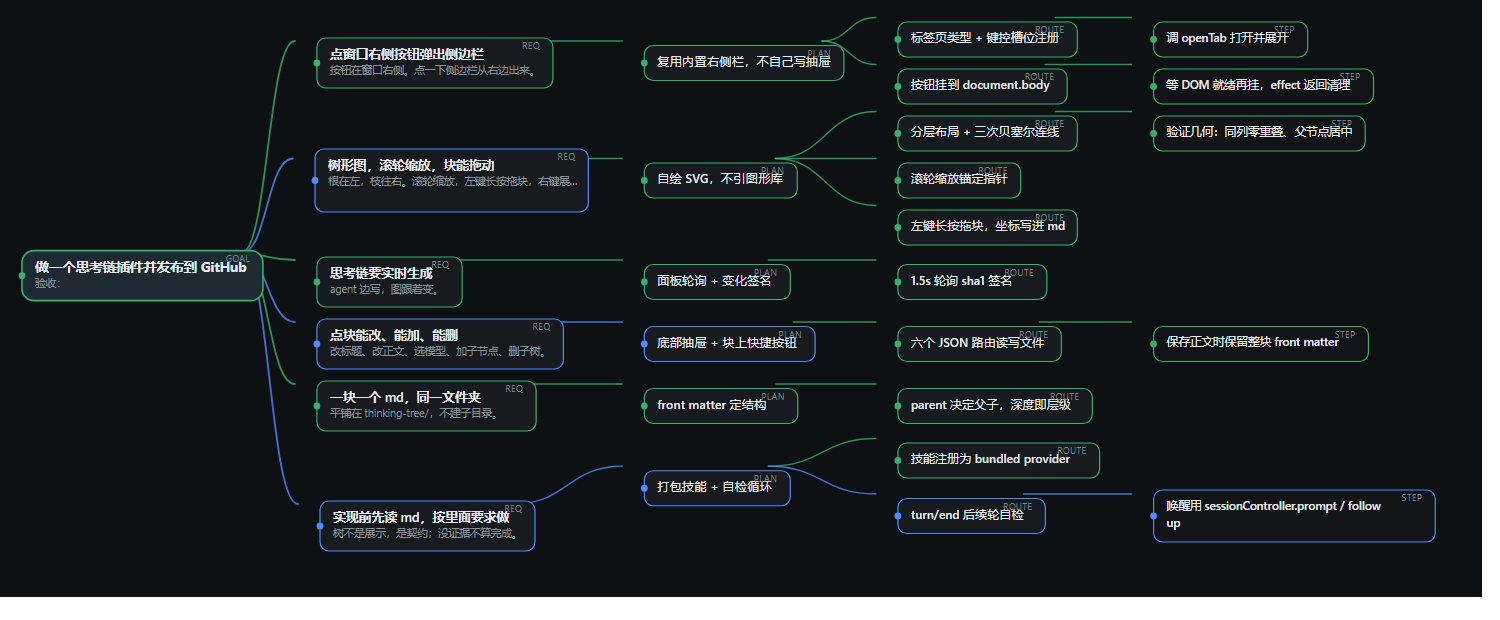 做一个思考链插件并发布到 GitHub
GOAL
验收：
点窗口右侧按钮弹出侧边栏
REQ
按钮在窗口右侧。点一下侧边栏从右边出来。
复用内置右侧栏，不自己写抽屉
PLAN
标签页类型 + 键控槽位注册
ROUTE
调 openTab 打开并展开
STEP
按钮挂到 document.body
ROUTE
等 DOM 就绪再挂，effect 返回清理
STEP
树形图，滚轮缩放，块能拖动
REQ
根在左，枝往右。滚轮缩放，左键长按拖块，右键展...
自绘 SVG，不引图形库
PLAN
分层布局 + 三次贝塞尔连线
ROUTE
验证几何：同列零重叠、父节点居中
STEP
滚轮缩放锚定指针
ROUTE
左键长按拖块，坐标写进 md
ROUTE
思考链要实时生成
REQ
agent 边写，图跟着变。
面板轮询 + 变化签名
PLAN
1.5s 轮询 sha1 签名
ROUTE
点块能改、能加、能删
REQ
改标题、改正文、选模型、加子节点、删子树。
底部抽屉 + 块上快捷按钮
PLAN
六个 JSON 路由读写文件
ROUTE
保存正文时保留整块 front matter
STEP
一块一个 md，同一文件夹
REQ
平铺在 thinking-tree/，不建子目录。
front matter 定结构
PLAN
parent 决定父子，深度即层级
ROUTE
实现前先读 md，按里面要求做
REQ
树不是展示，是契约；没证据不算完成。
打包技能 + 自检循环
PLAN
技能注册为 bundled provider
ROUTE
turn/end 后续轮自检
ROUTE
唤醒用 sessionController.prompt / follow
up
STEP